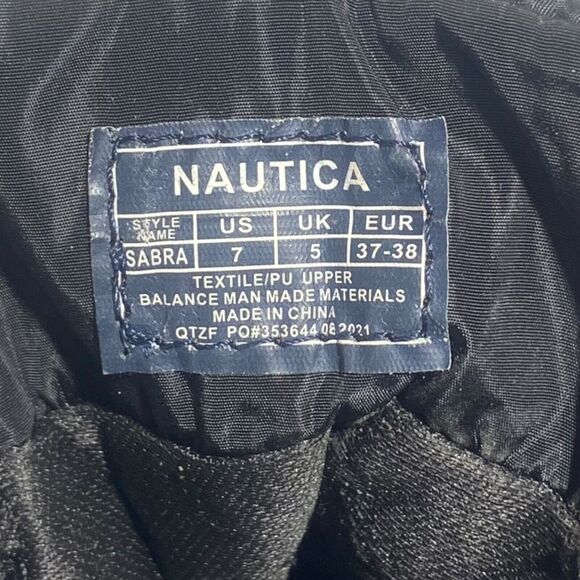 NAUTICA
STYLE NAME US UK EUR
SABRA 7 5 37-38
TEXTILE/PU UPPER
BALANCE MAN MADE MATERIALS
MADE IN CHINA
QTZF PO#353644 08 2021